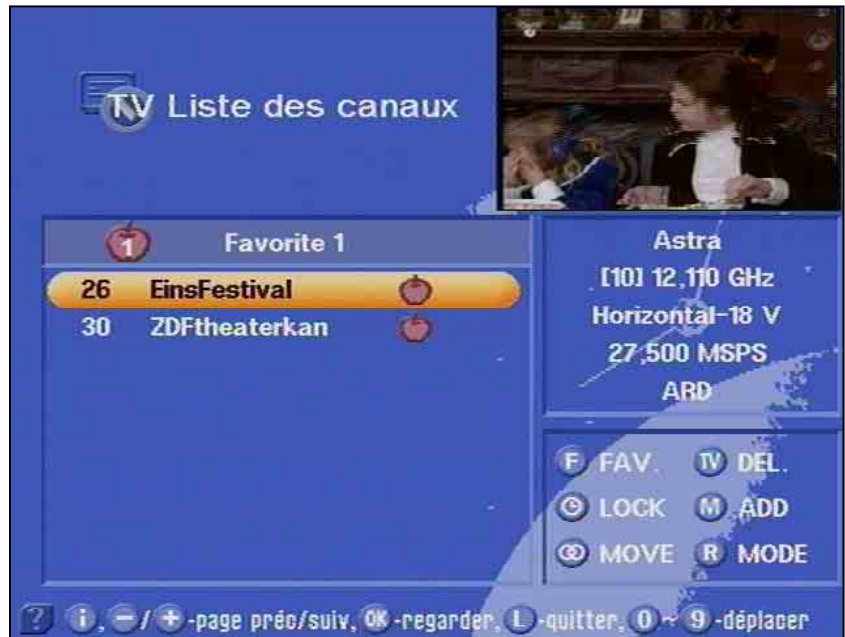 TV Liste des canaux
1 Favorite 1
26 EinsFestival
30 ZDFtheaterkan
Astra
[10] 12,110 GHz
Horizontal-18 V
27,500 MSPS
ARD
F FAV. TV DEL.
LOCK M ADD
MOVE R MODE
? i, -/+ -page préc/suiv, OK -regarder, L -quitter, 0 ~ 9 -déplacer